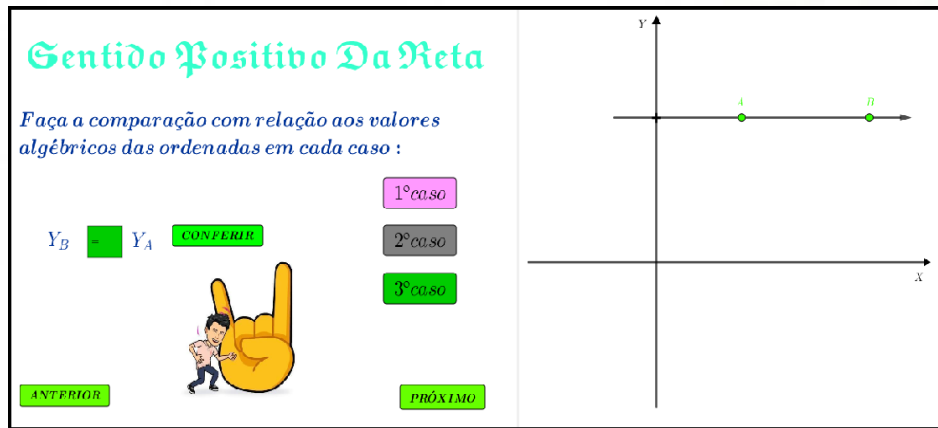 Sentido Positivo Da Reta
Faça a comparação com relação aos valores
algébricos das ordenadas em cada caso :
1°caso
Y_B = Y_A CONFERIR
2°caso
3°caso
ANTERIOR
PRÓXIMO
Y
A
B
X